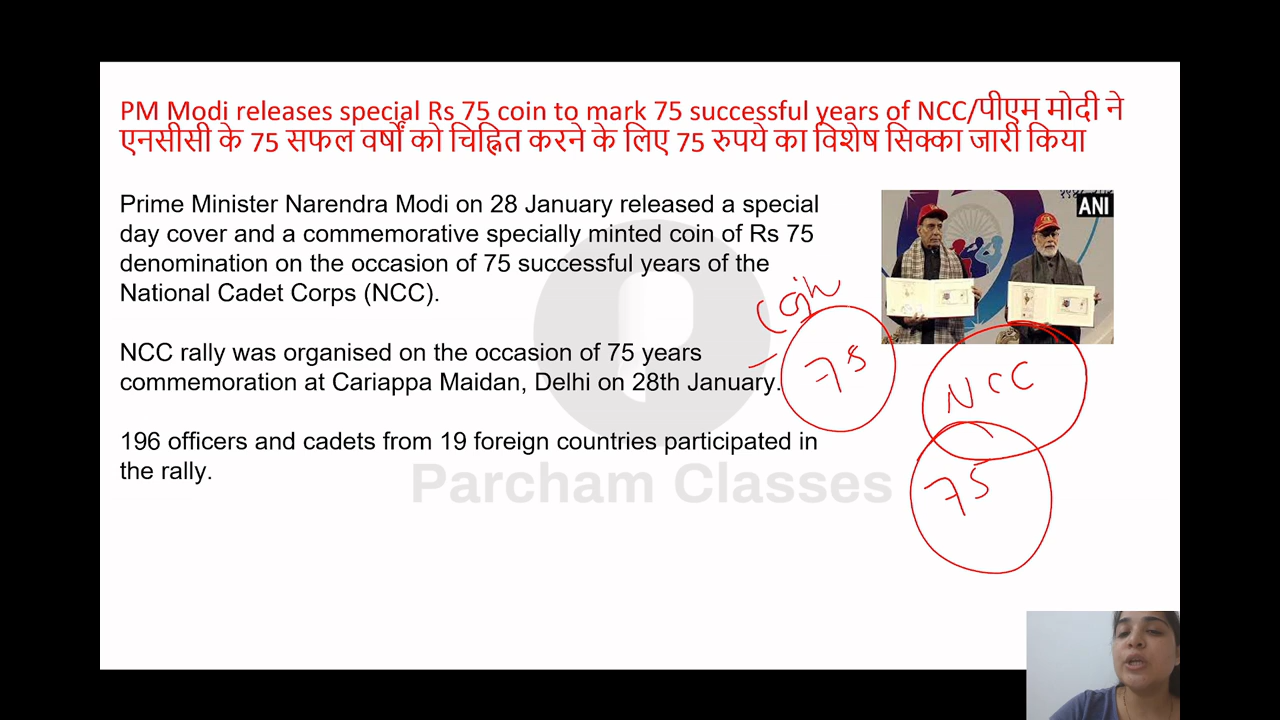 PM Modi releases special Rs 75 coin to mark 75 successful years of NCC/पीएम मोदी ने
एनसीसी के 75 सफल वर्षों को चिह्नित करने के लिए 75 रुपये का विशेष सिक्का जारी किया
Prime Minister Narendra Modi on 28 January released a special
day cover and a commemorative specially minted coin of Rs 75
denomination on the occasion of 75 successful years of the
National Cadet Corps (NCC).
NCC rally was organised on the occasion of 75 years
commemoration at Cariappa Maidan, Delhi on 28th January.
196 officers and cadets from 19 foreign countries participated in
the rally.
ANI
Coin
75
NCC
75
Parcham Classes